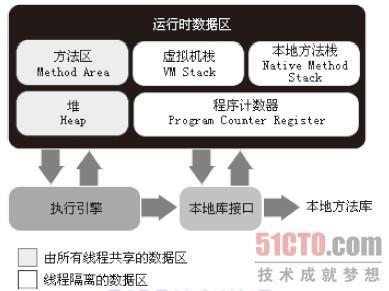 运行时数据区
方法区
Method Area
虚拟机栈
VM Stack
本地方法栈
Native Method
Stack
堆
Heap
程序计数器
Program Counter Register
执行引擎
本地库接口
本地方法库
由所有线程共享的数据区
线程隔离的数据区
51CTO.com
技术成就梦想